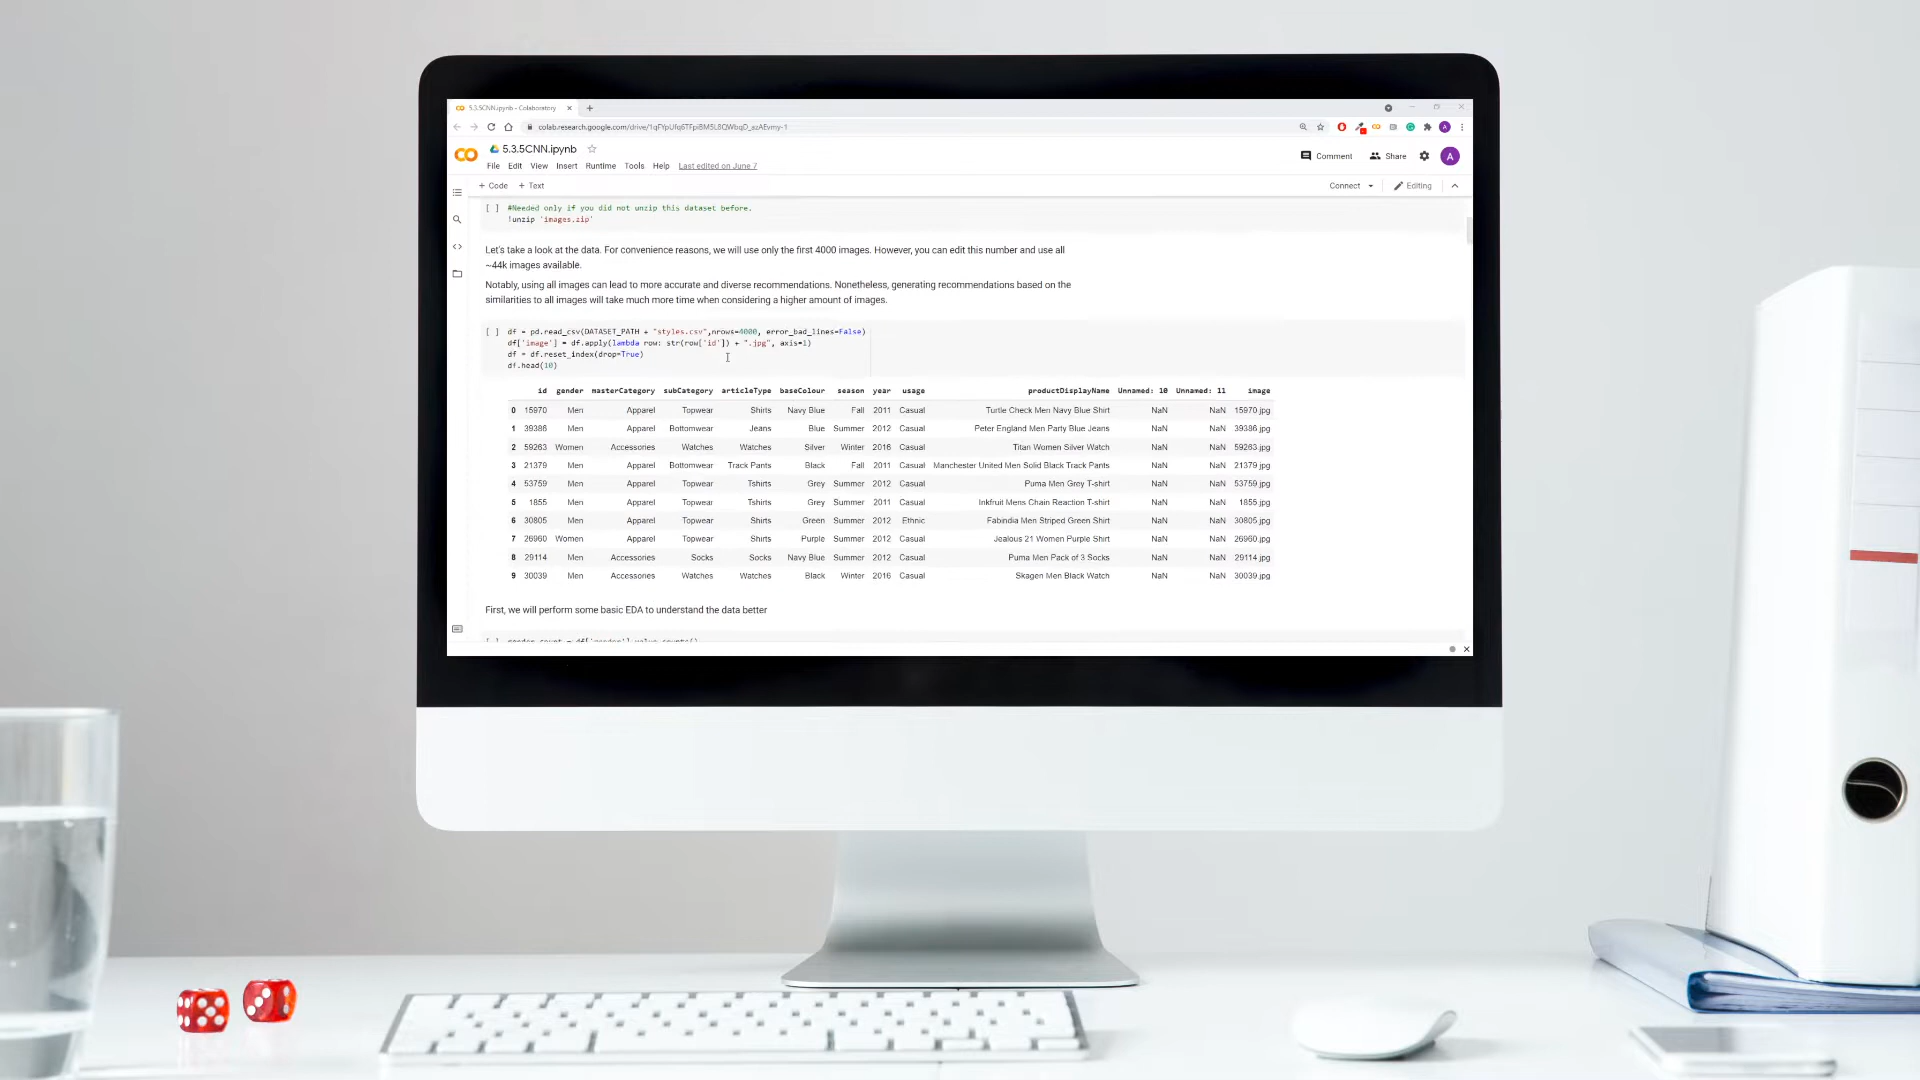 5.3.5CNN.ipynb - Colaboratory
5.3.5CNN.ipynb
Comment Share A
File Edit View Insert Runtime Tools Help Last edited on June 7
+ Code + Text Connect Editing
[ ] #Needed only if you did not unzip this dataset before.
!unzip 'images.zip'
Let's take a look at the data. For convenience reasons, we will use only the first 4000 images. However, you can edit this number and use all
~44k images available.
Notably, using all images can lead to more accurate and diverse recommendations. Nonetheless, generating recommendations based on the
similarities to all images will take much more time when considering a higher amount of images.
[ ] df = pd.read_csv(DATASET_PATH + "styles.csv",nrows=4000, error_bad_lines=False)
df['image'] = df.apply(lambda row: str(row['id']) + ".jpg", axis=1)
df = df.reset_index(drop=True)
df.head(10)
id gender masterCategory subCategory articleType baseColour season year usage productDisplayName Unnamed: 10 Unnamed: 11 image
0 15970 Men Apparel Topwear Shirts Navy Blue Fall 2011 Casual Turtle Check Men Navy Blue Shirt NaN NaN 15970.jpg
1 39386 Men Apparel Bottomwear Jeans Blue Summer 2012 Casual Peter England Men Party Blue Jeans NaN NaN 39386.jpg
2 59263 Women Accessories Watches Watches Silver Winter 2016 Casual Titan Women Silver Watch NaN NaN 59263.jpg
3 21379 Men Apparel Bottomwear Track Pants Black Fall 2011 Casual Manchester United Men Solid Black Track Pants NaN NaN 21379.jpg
4 53759 Men Apparel Topwear Tshirts Grey Summer 2012 Casual Puma Men Grey T-shirt NaN NaN 53759.jpg
5 1855 Men Apparel Topwear Tshirts Grey Summer 2011 Casual Inkfruit Mens Chain Reaction T-shirt NaN NaN 1855.jpg
6 30805 Men Apparel Topwear Shirts Green Summer 2012 Ethnic Fabindia Men Striped Green Shirt NaN NaN 30805.jpg
7 26960 Women Apparel Topwear Shirts Purple Summer 2012 Casual Jealous 21 Women Purple Shirt NaN NaN 26960.jpg
8 29114 Men Accessories Socks Socks Navy Blue Summer 2012 Casual Puma Men Pack of 3 Socks NaN NaN 29114.jpg
9 30039 Men Accessories Watches Watches Black Winter 2016 Casual Skagen Men Black Watch NaN NaN 30039.jpg
First, we will perform some basic EDA to understand the data better